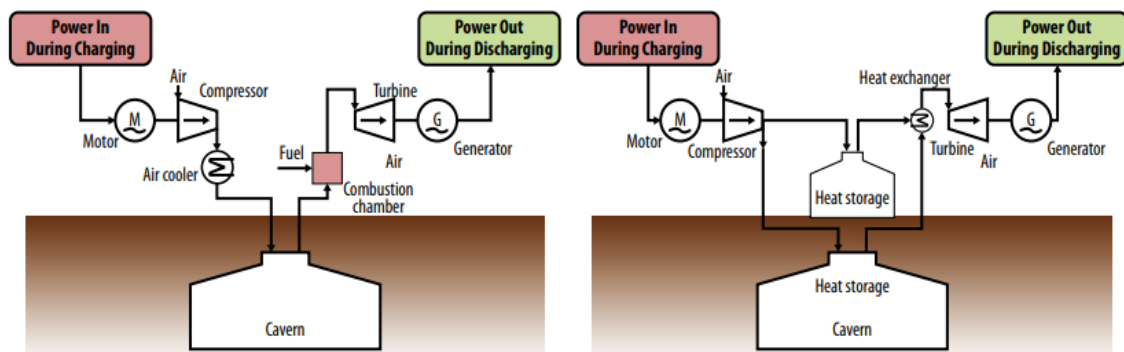 Power In
During Charging
Power Out
During Discharging
Air
Compressor
Turbine
M
G
Motor
Air
Generator
Fuel
Air cooler
Combustion
chamber
Cavern
Power In
During Charging
Power Out
During Discharging
Air
Heat exchanger
M
G
Motor
Compressor
Turbine
Air
Generator
Heat storage
Heat storage
Cavern